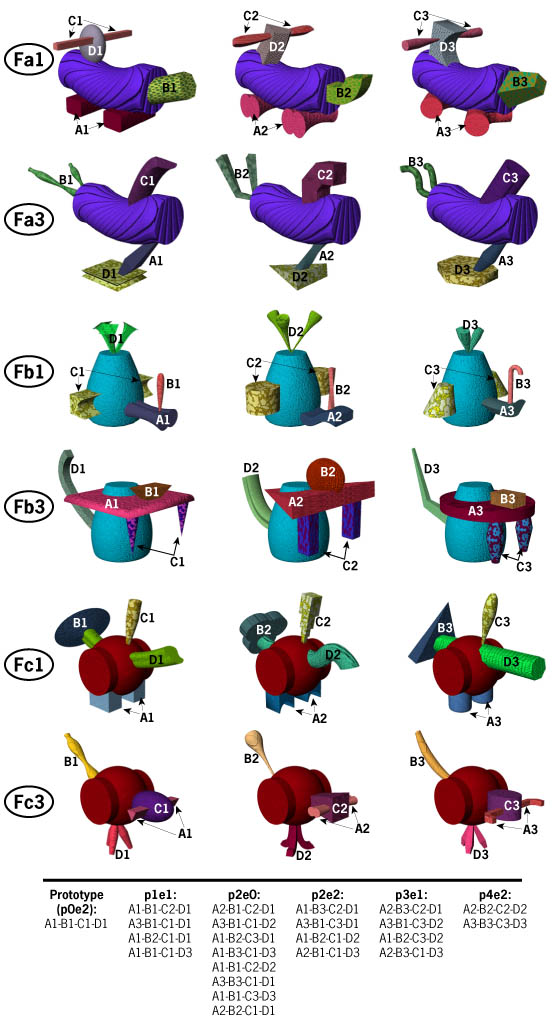 C1 C2 C3
Fa1 D1 D2 D3
B1 B2 B3
A1 A2 A3
B1 C1 B2 C2 B3 C3
Fa3
D1 A1 D2 A2 D3 A3
D1 D2 D3
Fb1 C1 B1 C2 B2 C3 B3
A1 A2 A3
D1 D2 B2 D3
Fb3 A1 B1 A2 A3 B3
C1 C2 C3
Fc1 B1 C1 B2 C2 B3 C3
D1 D2 D3
A1 A2 A3
B1 B2 B3
Fc3 C1 C2 C3
A1 A2 A3
D1 D2 D3
Prototype p1e1: p2e0: p2e2: p3e1: p4e2:
(p0e2): A1-B1-C2-D1 A2-B1-C2-D1 A1-B3-C2-D1 A2-B3-C2-D1 A2-B2-C2-D2
A1-B1-C1-D1 A3-B1-C1-D1 A3-B1-C1-D2 A3-B1-C3-D1 A3-B1-C3-D2 A3-B3-C3-D3
A1-B2-C1-D1 A1-B2-C3-D1 A1-B2-C1-D2 A1-B2-C3-D2
A1-B1-C1-D3 A1-B3-C1-D3 A2-B1-C1-D3 A2-B3-C1-D3
A1-B1-C2-D2
A3-B3-C1-D1
A1-B1-C3-D3
A2-B2-C1-D1